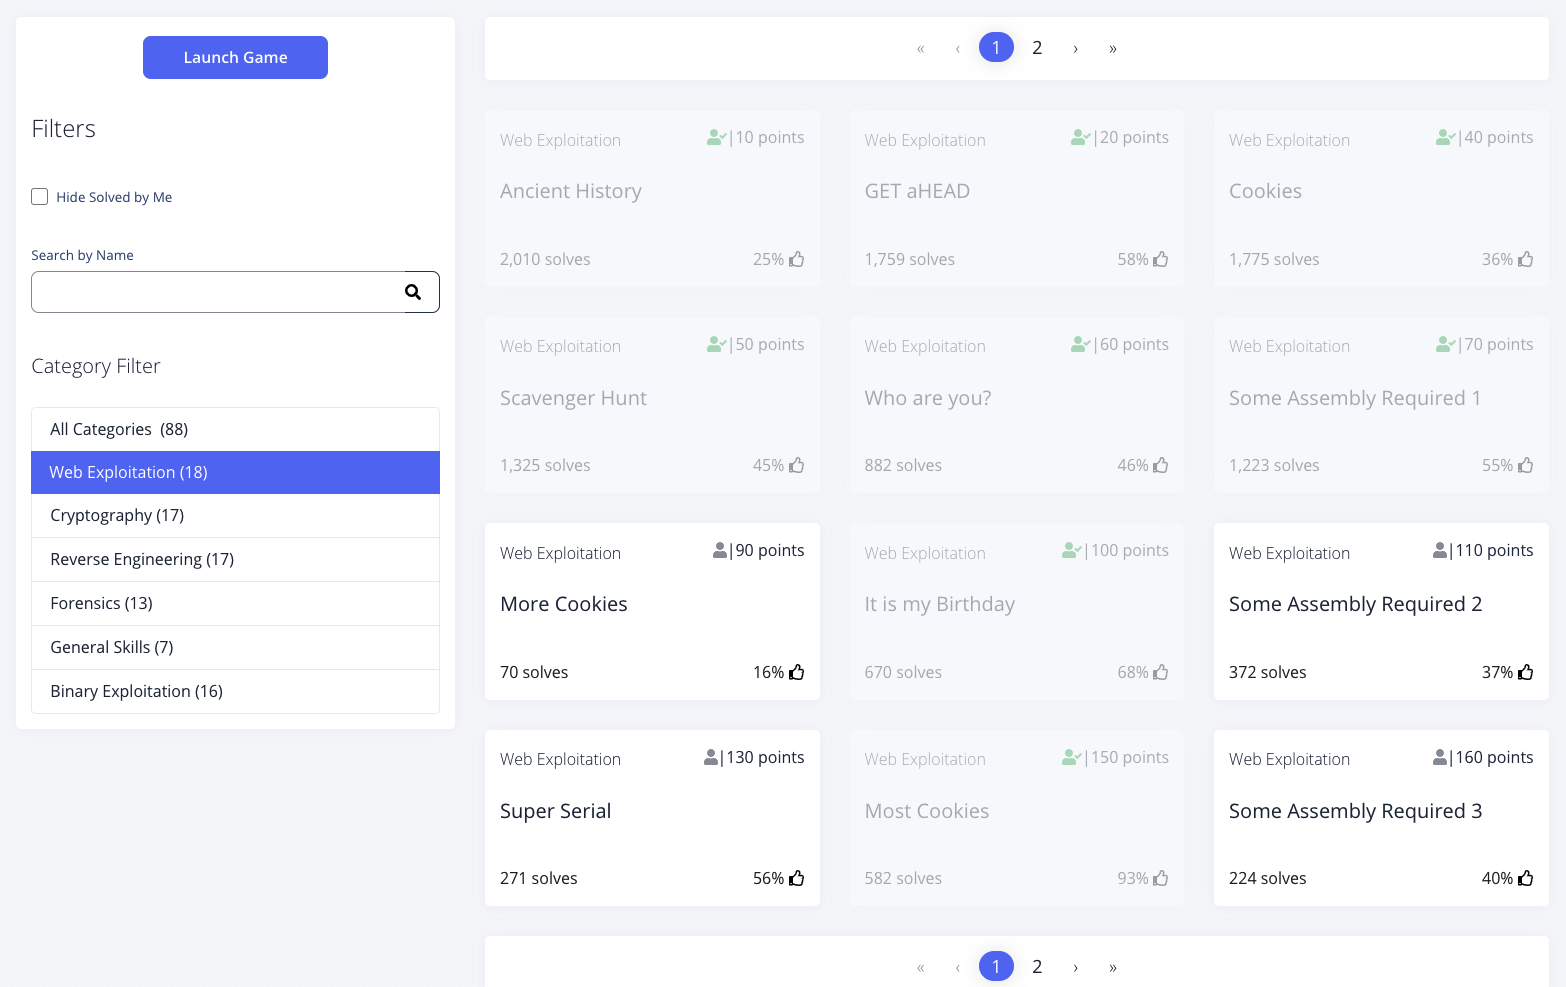 Launch Game
Filters
Hide Solved by Me
Search by Name
Category Filter
All Categories (88)
Web Exploitation (18)
Cryptography (17)
Reverse Engineering (17)
Forensics (13)
General Skills (7)
Binary Exploitation (16)
« ‹ 1 2 › »
Web Exploitation |10 points
Ancient History
2,010 solves 25%
Web Exploitation |20 points
GET aHEAD
1,759 solves 58%
Web Exploitation |40 points
Cookies
1,775 solves 36%
Web Exploitation |50 points
Scavenger Hunt
1,325 solves 45%
Web Exploitation |60 points
Who are you?
882 solves 46%
Web Exploitation |70 points
Some Assembly Required 1
1,223 solves 55%
Web Exploitation |90 points
More Cookies
70 solves 16%
Web Exploitation |100 points
It is my Birthday
670 solves 68%
Web Exploitation |110 points
Some Assembly Required 2
372 solves 37%
Web Exploitation |130 points
Super Serial
271 solves 56%
Web Exploitation |150 points
Most Cookies
582 solves 93%
Web Exploitation |160 points
Some Assembly Required 3
224 solves 40%
« ‹ 1 2 › »